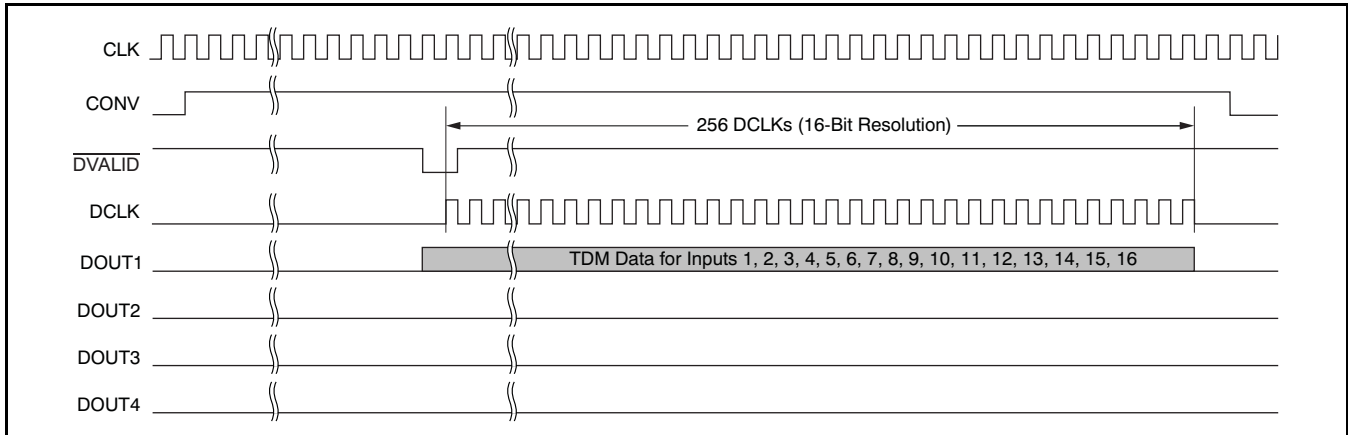 CLK
CONV
256 DCLKs (16-Bit Resolution)
DVALID
DCLK
DOUT1
TDM Data for Inputs 1, 2, 3, 4, 5, 6, 7, 8, 9, 10, 11, 12, 13, 14, 15, 16
DOUT2
DOUT3
DOUT4